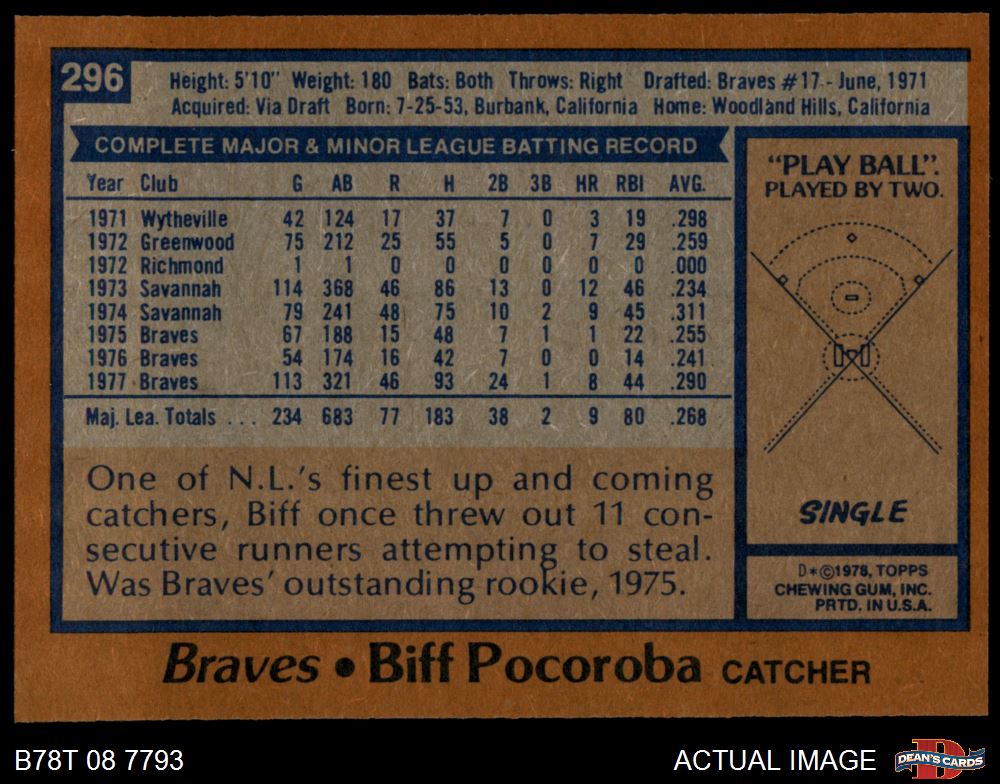 296
Height: 5'10" Weight: 180 Bats: Both Throws: Right Drafted: Braves #17 - June, 1971
Acquired: Via Draft Born: 7-25-53, Burbank, California Home: Woodland Hills, California
COMPLETE MAJOR & MINOR LEAGUE BATTING RECORD
Year Club G AB R H 2B 3B HR RBI AVG.
1971 Wytheville 42 124 17 37 7 0 3 19 .298
1972 Greenwood 75 212 25 55 5 0 7 29 .259
1972 Richmond 1 1 0 0 0 0 0 0 .000
1973 Savannah 114 368 46 86 13 0 12 46 .234
1974 Savannah 79 241 48 75 10 2 9 45 .311
1975 Braves 67 188 15 48 7 1 1 22 .255
1976 Braves 54 174 16 42 7 0 0 14 .241
1977 Braves 113 321 46 93 24 1 8 44 .290
Maj. Lea. Totals . . . 234 683 77 183 38 2 9 80 .268
One of N.L.'s finest up and coming
catchers, Biff once threw out 11 con-
secutive runners attempting to steal.
Was Braves' outstanding rookie, 1975.
"PLAY BALL".
PLAYED BY TWO.
SINGLE
D*©1978, TOPPS
CHEWING GUM, INC.
PRTD. IN U.S.A.
Braves • Biff Pocoroba CATCHER
B78T 08 7793
ACTUAL IMAGE
D
DEAN'S CARDS